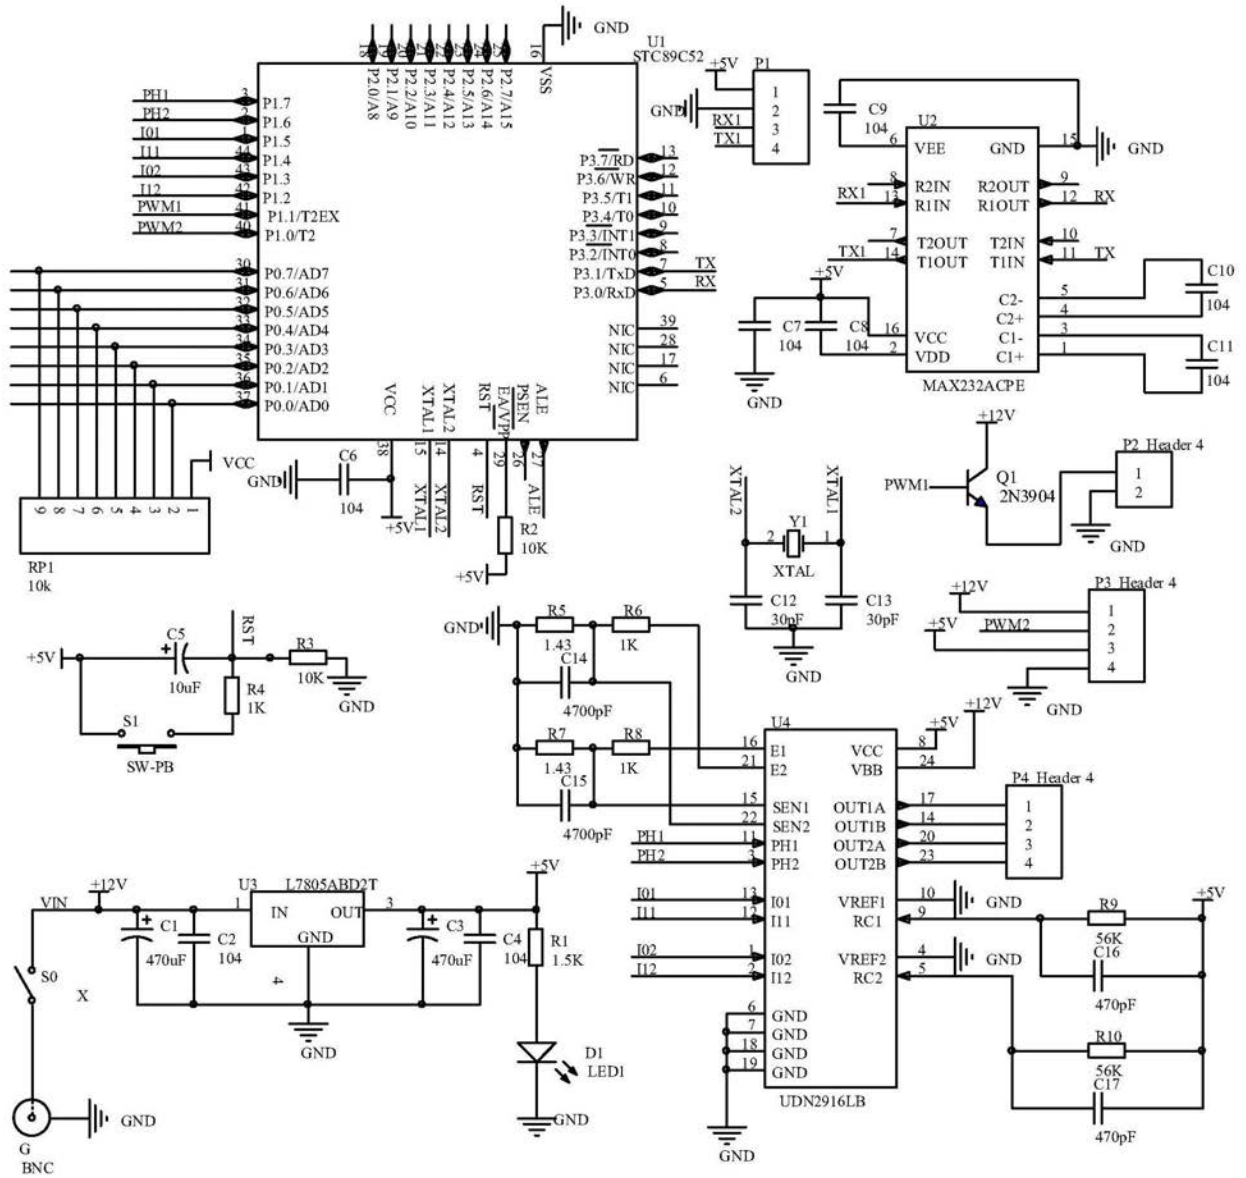 GND
U1
STC89C52
18 19 20 21 22 23 24 25 16
P2.0/A8
P2.1/A9
P2.2/A10
P2.3/A11
P2.4/A12
P2.5/A13
P2.6/A14
P2.7/A15
VSS
PH1 3 P1.7
PH2 2 P1.6
I01 1 P1.5
I11 44 P1.4
I02 43 P1.3
I12 42 P1.2
PWM1 41 P1.1/T2EX
PWM2 40 P1.0/T2
30 P0.7/AD7
31 P0.6/AD6
32 P0.5/AD5
33 P0.4/AD4
34 P0.3/AD3
35 P0.2/AD2
36 P0.1/AD1
37 P0.0/AD0
P3.7/RD 13
P3.6/WR 12
P3.5/T1 11
P3.4/T0 10
P3.3/INT1 9
P3.2/INT0 8
P3.1/TxD 7 TX
P3.0/RxD 5 RX
NIC 39
NIC 28
NIC 17
NIC 6
VCC
XTAL1
XTAL2
RST
EA/VPP
PSEN
ALE
38 15 14 4 29 26 27
XTAL1
XTAL2
RST
ALE
GND
C6
104
+5V
R2
10K
+5V
VCC
9 8 7 6 5 4 3 2 1
RP1
10k
+5V
P1
1
GND 2
RX1 3
TX1 4
C9
104
U2
6 VEE GND 15 GND
8 R2IN R2OUT 9
RX1 13 R1IN R1OUT 12 RX
7 T2OUT T2IN 10
TX1 14 T1OUT T1IN 11 TX
C2- 5
C2+ 4
16 VCC C1- 3
2 VDD C1+ 1
MAX232ACPE
C10
104
C11
104
+5V
C7
104
C8
104
GND
+12V
PWM1
Q1
2N3904
P2 Header 4
1
2
GND
XTAL2
XTAL1
2 Y1 1
XTAL
C12
30pF
C13
30pF
GND
P3 Header 4
+12V
1
PWM2 2
+5V 3
4
GND
RST
+5V
C5
+
10uF
R3
10K
GND
R4
1K
S1
SW-PB
GND
R5
1.43
R6
1K
C14
4700pF
R7
1.43
R8
1K
C15
4700pF
U4
+5V
+12V
16 E1 VCC 8
21 E2 VBB 24
15 SEN1 OUT1A 17
22 SEN2 OUT1B 14
PH1 11 PH1 OUT2A 20
PH2 3 PH2 OUT2B 23
I01 13 I01 VREF1 10 GND
I11 12 I11 RC1 9
I02 1 I02 VREF2 4 GND
I12 2 I12 RC2 5
6 GND
7 GND
18 GND
19 GND
UDN2916LB
GND
P4 Header 4
1
2
3
4
+5V
R9
56K
C16
470pF
R10
56K
C17
470pF
VIN
+12V
U3
L7805ABD2T
1 IN OUT 3
GND
4
+
C1
470uF
C2
104
+
C3
470uF
C4
104
+5V
R1
1.5K
GND
D1
LED1
GND
S0
X
GND
G
BNC